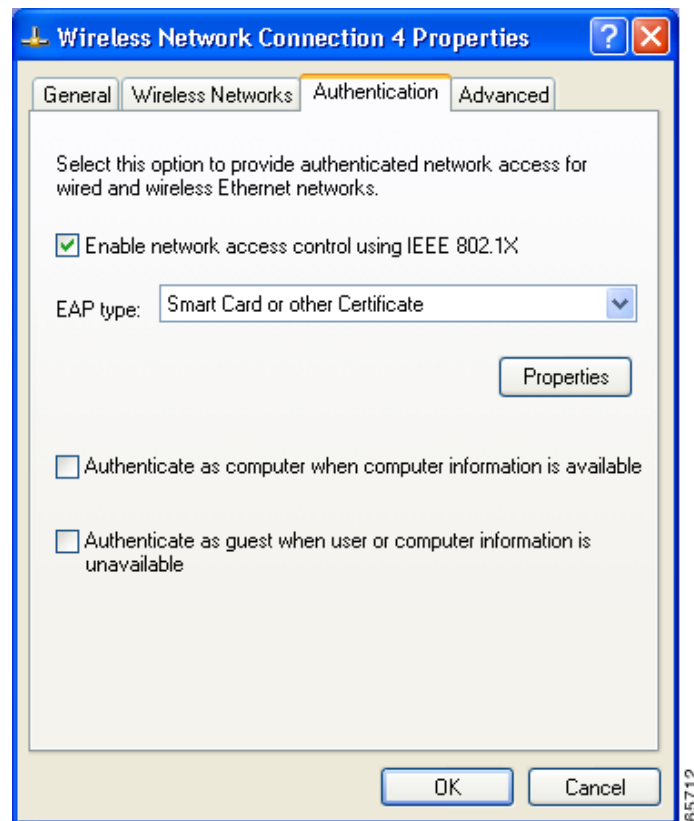 Wireless Network Connection 4 Properties
?
General
Wireless Networks
Authentication
Advanced
Select this option to provide authenticated network access for
wired and wireless Ethernet networks.
Enable network access control using IEEE 802.1X
EAP type:
Smart Card or other Certificate
Properties
Authenticate as computer when computer information is available
Authenticate as guest when user or computer information is
unavailable
OK
Cancel
65712